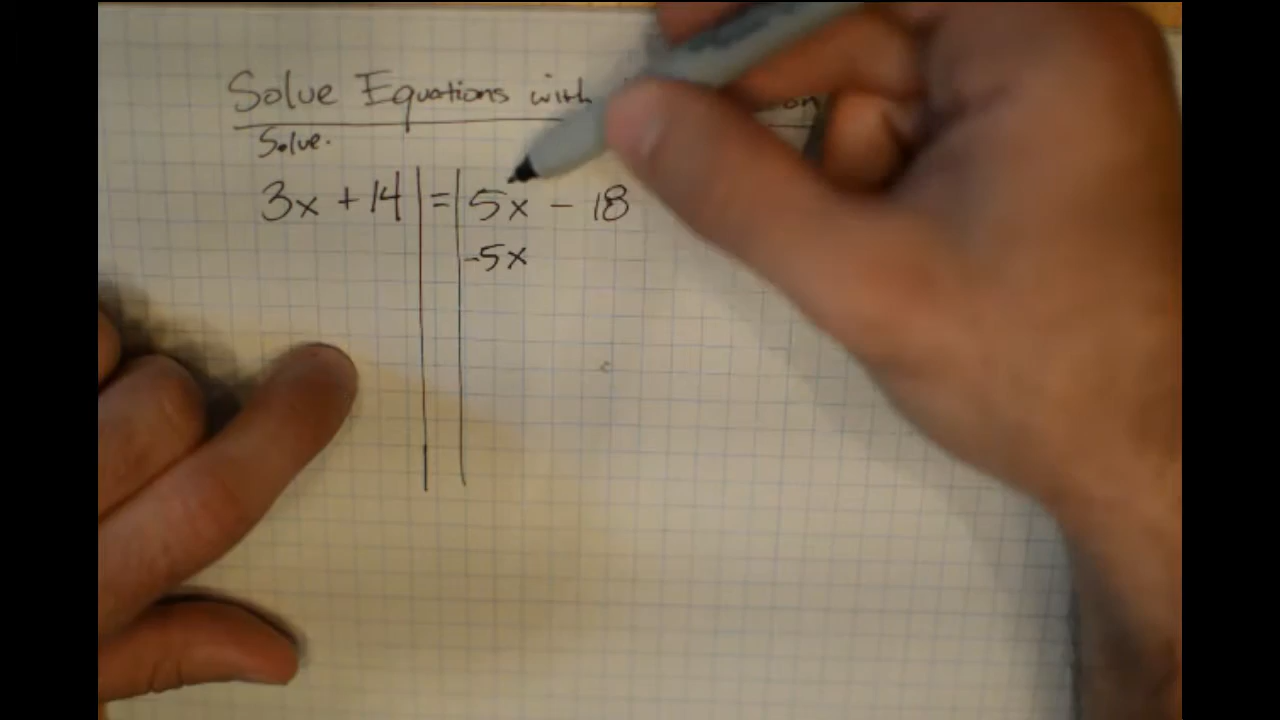 Solve Equations with
Solve.
3x + 14 = 5x - 18
-5x